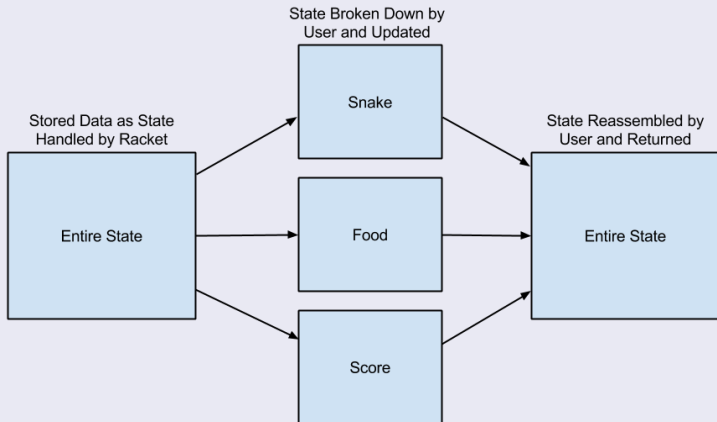 State Broken Down by
User and Updated
Snake
Stored Data as State
Handled by Racket
State Reassembled by
User and Returned
Entire State
Food
Entire State
Score